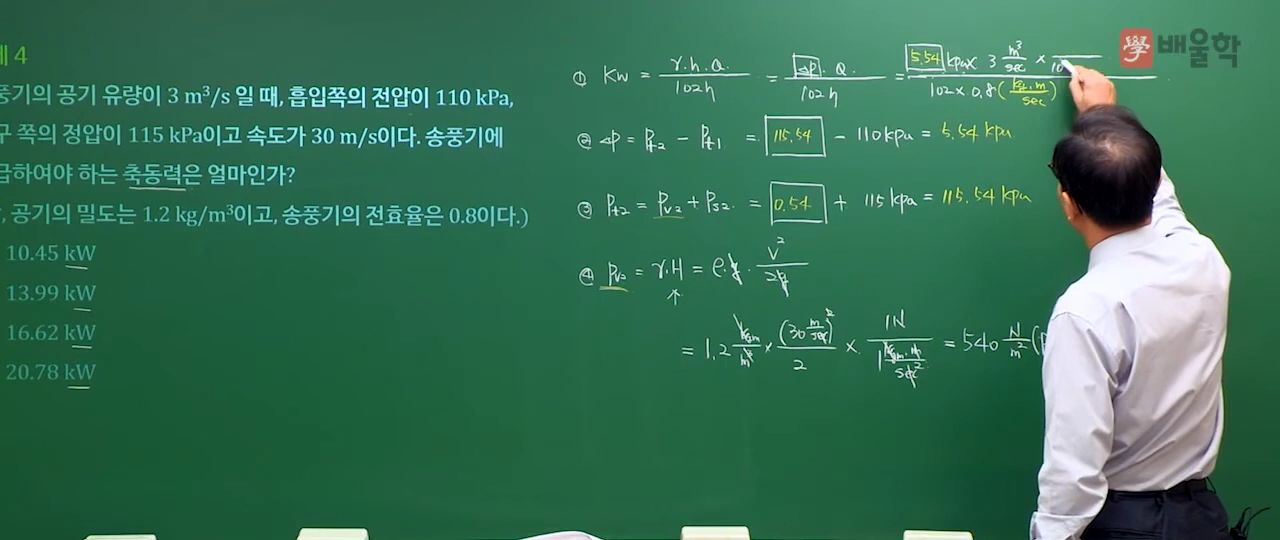 배울학
學
제 4
풍기의 공기 유량이 3 m³/s 일 때, 흡입쪽의 전압이 110 kPa,
구 쪽의 정압이 115 kPa이고 속도가 30 m/s이다. 송풍기에
급하여야 하는 축동력은 얼마인가?
, 공기의 밀도는 1.2 kg/m³이고, 송풍기의 전효율은 0.8이다.)
10.45 kW
13.99 kW
16.62 kW
20.78 kW
① KW = γ.h.Q. / 102η = ΔP. Q. / 102η = 5.54 kpa × 3 m³/sec × / 10 / 102 × 0.8 (kgf.m/sec)
② ΔP = Pt2 - Pt1 = 115.54 - 110kpa = 5.54 kpa
③ Pt2 = Pv2 + Ps2. = 0.54 + 115 kpa = 115.54 kpa
④ Pv2 = γ.H = ρ.g. V²/2g
= 1.2 kgm/m³ × (30 m/sec)²/2 × 1N / 1 kgm.m/sec² = 540 N/m² (P